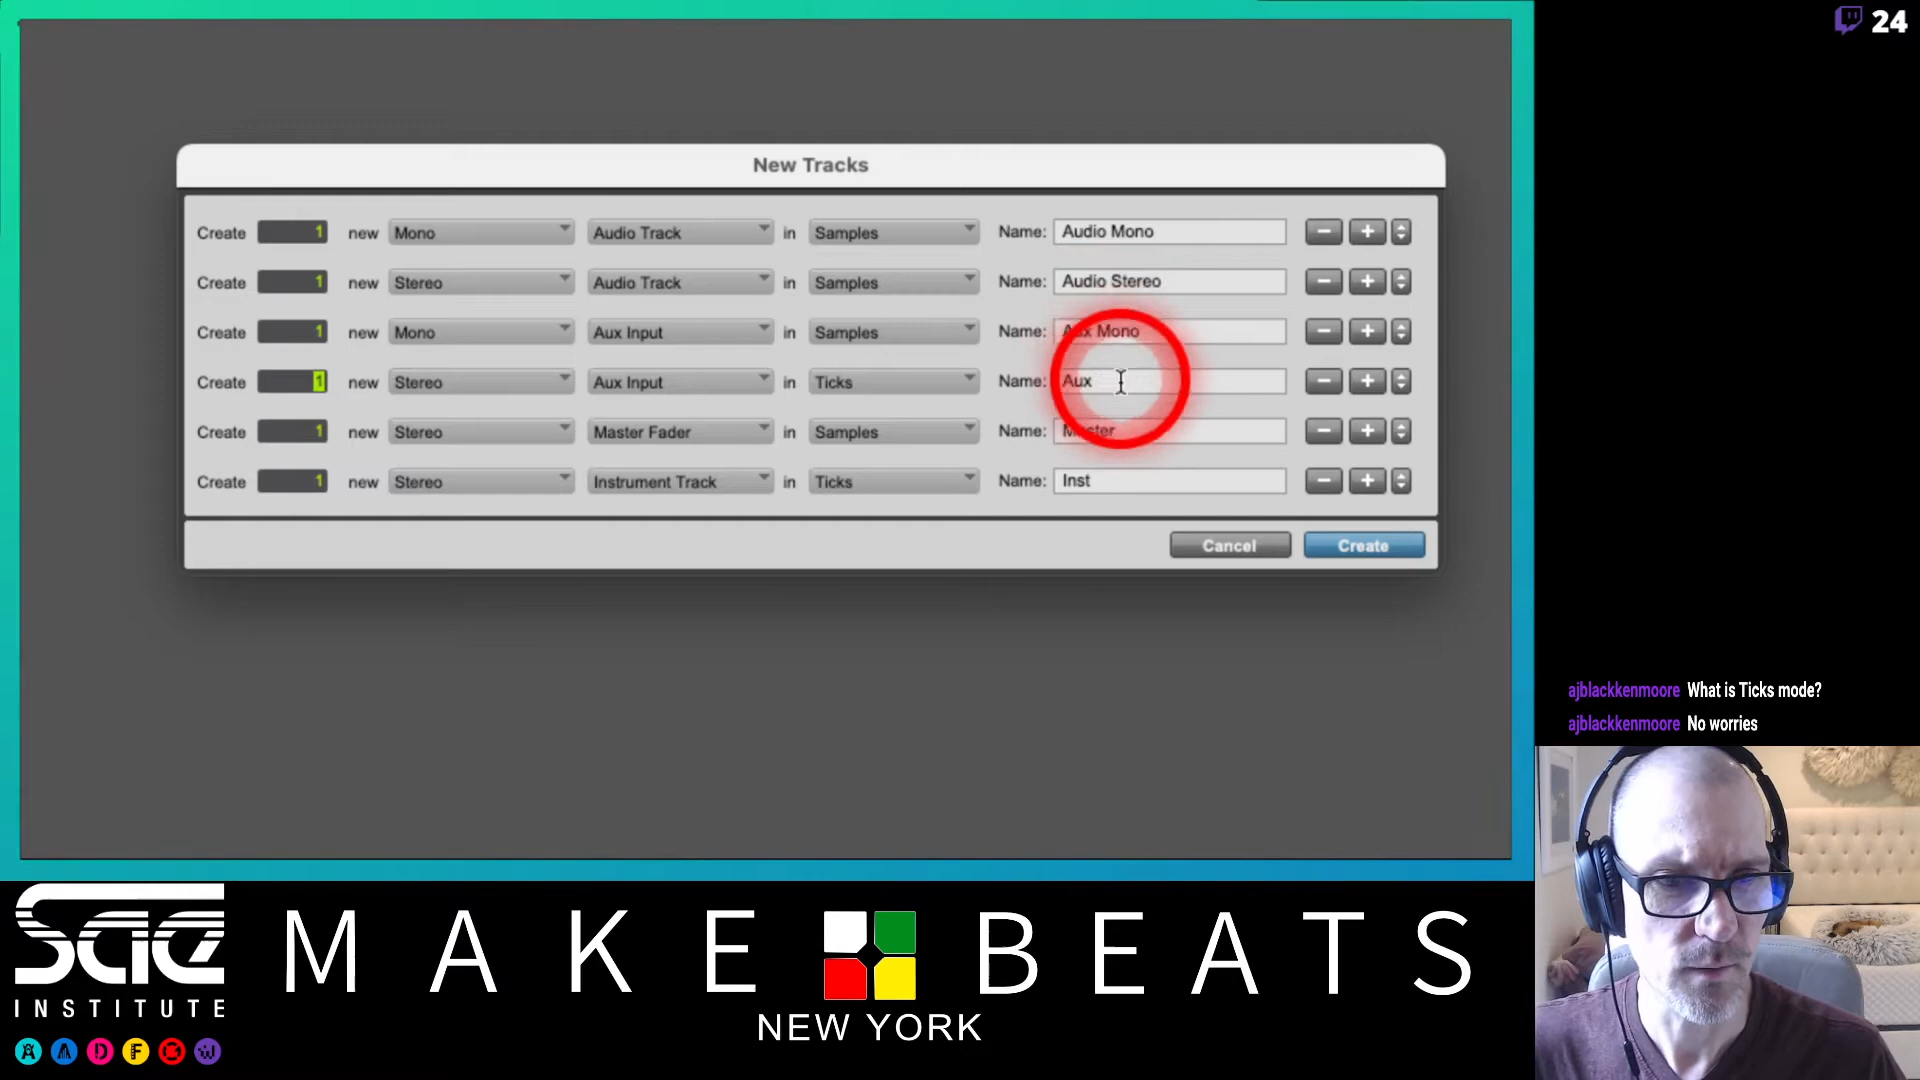 24
New Tracks
Create 1 new Mono Audio Track in Samples Name: Audio Mono
Create 1 new Stereo Audio Track in Samples Name: Audio Stereo
Create 1 new Mono Aux Input in Samples Name: Aux Mono
Create 1 new Stereo Aux Input in Ticks Name: Aux
Create 1 new Stereo Master Fader in Samples Name: Master
Create 1 new Stereo Instrument Track in Ticks Name: Inst
Cancel Create
ajblackkenmoore What is Ticks mode?
ajblackkenmoore No worries
sae
INSTITUTE
MAKE BEATS
NEW YORK